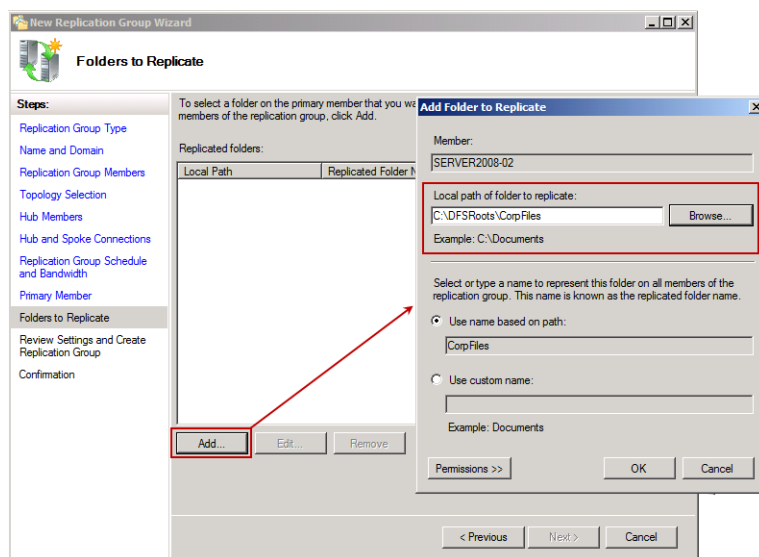 New Replication Group Wizard
Folders to Replicate
Steps:
Replication Group Type
Name and Domain
Replication Group Members
Topology Selection
Hub Members
Hub and Spoke Connections
Replication Group Schedule
and Bandwidth
Primary Member
Folders to Replicate
Review Settings and Create
Replication Group
Confirmation
To select a folder on the primary member that you wa
members of the replication group, click Add.
Replicated folders:
Local Path Replicated Folder N
Add... Edit... Remove
< Previous Next > Cancel
Add Folder to Replicate
Member:
SERVER2008-02
Local path of folder to replicate:
C:\DFSRoots\CorpFiles Browse...
Example: C:\Documents
Select or type a name to represent this folder on all members of the
replication group. This name is known as the replicated folder name.
Use name based on path:
CorpFiles
Use custom name:
Example: Documents
Permissions >> OK Cancel